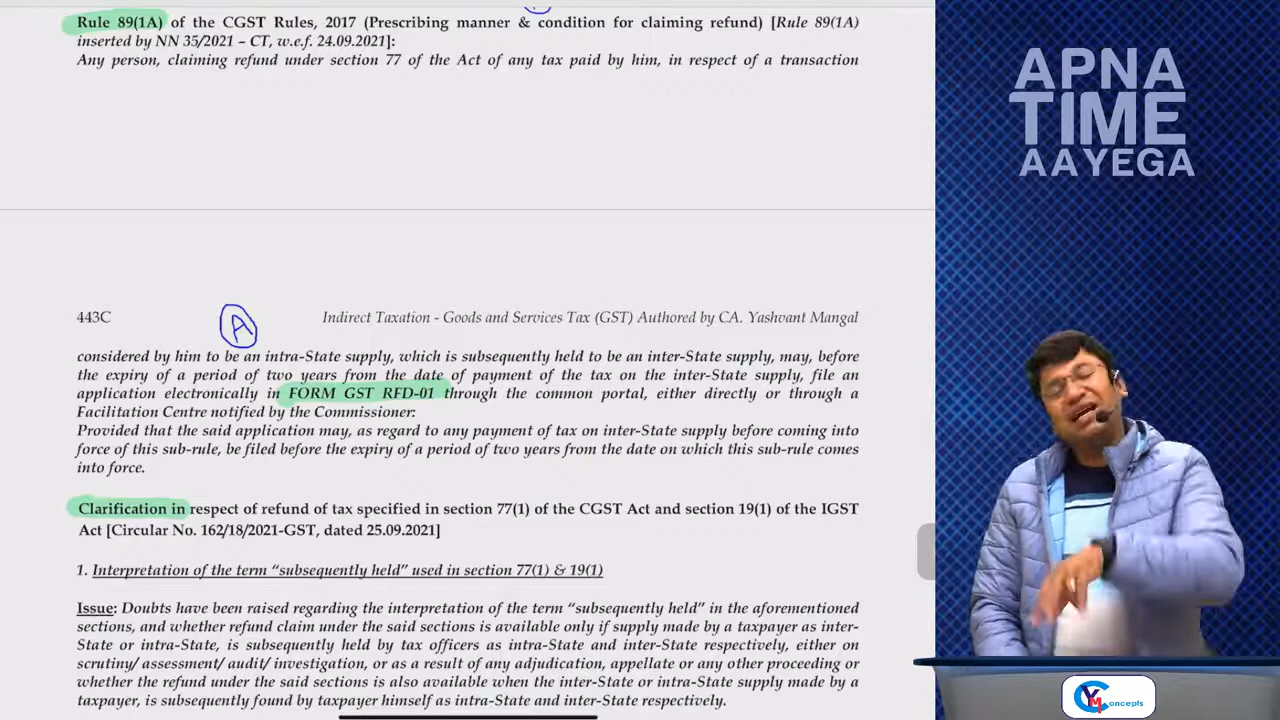 Rule 89(1A) of the CGST Rules, 2017 (Prescribing manner & condition for claiming refund) [Rule 89(1A)
inserted by NN 35/2021 – CT, w.e.f. 24.09.2021]:
Any person, claiming refund under section 77 of the Act of any tax paid by him, in respect of a transaction
443C
A
Indirect Taxation - Goods and Services Tax (GST) Authored by CA. Yashvant Mangal
considered by him to be an intra-State supply, which is subsequently held to be an inter-State supply, may, before
the expiry of a period of two years from the date of payment of the tax on the inter-State supply, file an
application electronically in FORM GST RFD-01 through the common portal, either directly or through a
Facilitation Centre notified by the Commissioner:
Provided that the said application may, as regard to any payment of tax on inter-State supply before coming into
force of this sub-rule, be filed before the expiry of a period of two years from the date on which this sub-rule comes
into force.
Clarification in respect of refund of tax specified in section 77(1) of the CGST Act and section 19(1) of the IGST
Act [Circular No. 162/18/2021-GST, dated 25.09.2021]
1. Interpretation of the term “subsequently held” used in section 77(1) & 19(1)
Issue: Doubts have been raised regarding the interpretation of the term “subsequently held” in the aforementioned
sections, and whether refund claim under the said sections is available only if supply made by a taxpayer as inter-
State or intra-State, is subsequently held by tax officers as intra-State and inter-State respectively, either on
scrutiny/ assessment/ audit/ investigation, or as a result of any adjudication, appellate or any other proceeding or
whether the refund under the said sections is also available when the inter-State or intra-State supply made by a
taxpayer, is subsequently found by taxpayer himself as intra-State and inter-State respectively.
APNA
TIME
AAYEGA
YM Concepts